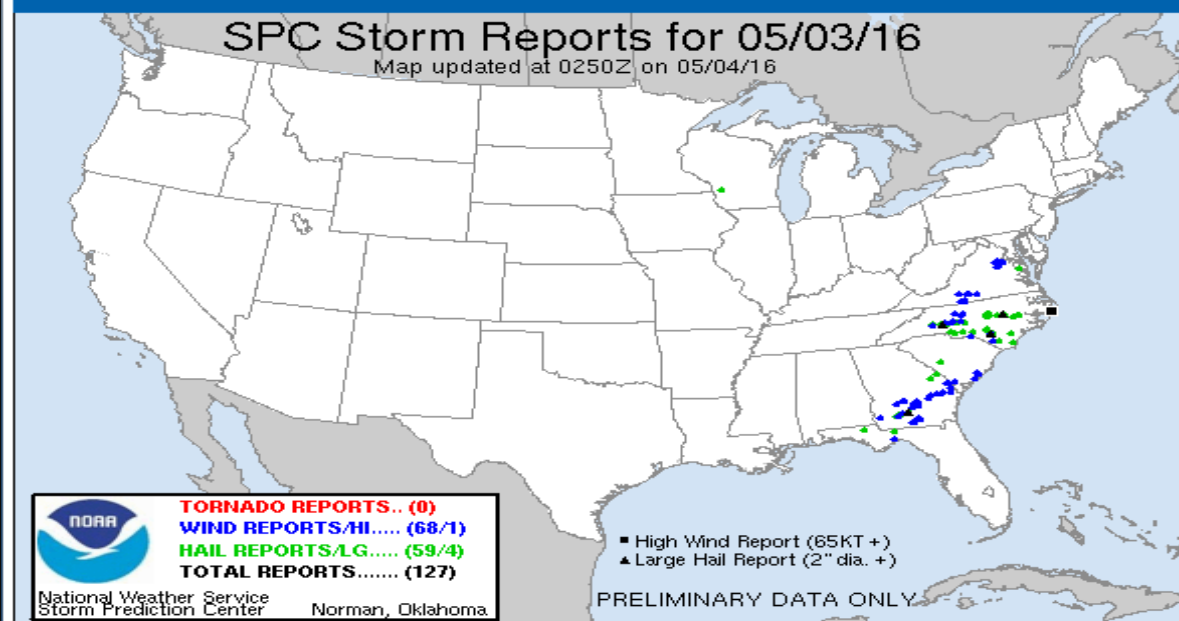 SPC Storm Reports for 05/03/16
Map updated at 0250Z on 05/04/16
NOAA
TORNADO REPORTS.. (0)
WIND REPORTS/HI..... (68/1)
HAIL REPORTS/LG..... (59/4)
TOTAL REPORTS....... (127)
National Weather Service
Storm Prediction Center Norman, Oklahoma
High Wind Report (65KT +)
Large Hail Report (2" dia. +)
PRELIMINARY DATA ONLY